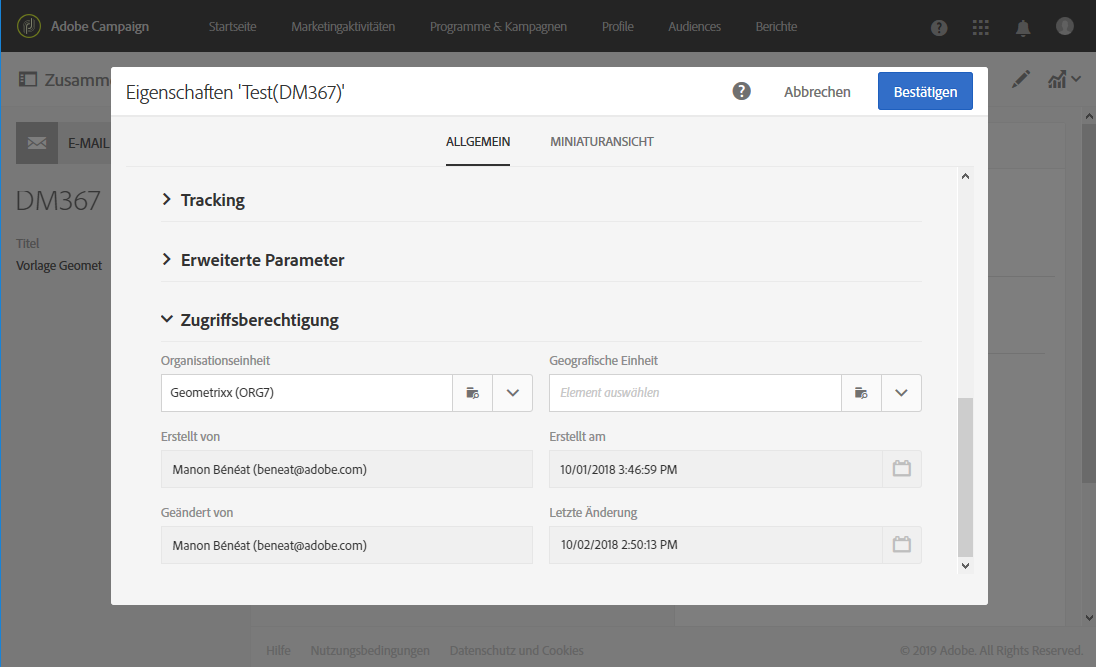 Adobe Campaign
Startseite
Marketingaktivitäten
Programme & Kampagnen
Profile
Audiences
Berichte
Zusamm
Eigenschaften 'Test(DM367)'
Abbrechen
Bestätigen
ALLGEMEIN
MINIATURANSICHT
E-MAIL
DM367
Titel
Vorlage Geomet
Tracking
Erweiterte Parameter
Zugriffsberechtigung
Organisationseinheit
Geografische Einheit
Geometrixx (ORG7)
Element auswählen
Erstellt von
Erstellt am
Manon Bénéat (beneat@adobe.com)
10/01/2018 3:46:59 PM
Geändert von
Letzte Änderung
Manon Bénéat (beneat@adobe.com)
10/02/2018 2:50:13 PM
Hilfe
Nutzungsbedingungen
Datenschutz und Cookies
© 2019 Adobe. All Rights Reserved.